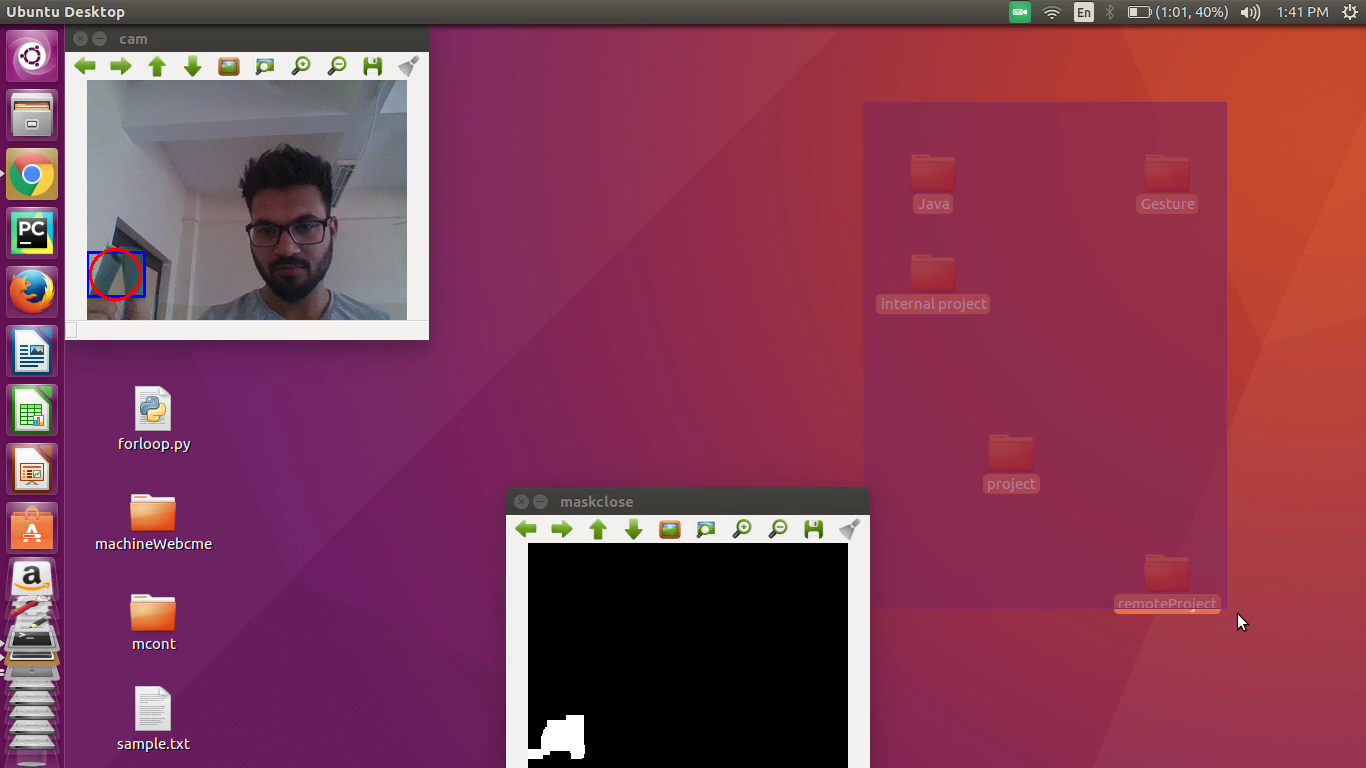 Ubuntu Desktop
En
(1:01, 40%)
1:41 PM
cam
PC
Java
Gesture
internal project
forloop.py
project
maskclose
machineWebcme
remoteProject
mcont
sample.txt